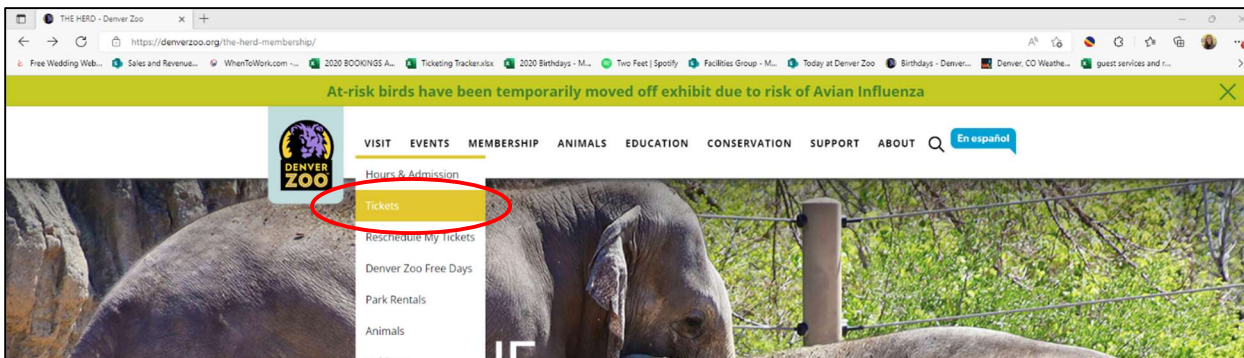 THE HERD - Denver Zoo
https://denverzoo.org/the-herd-membership/
Free Wedding Web... Sales and Revenue... WhenToWork.com -... 2020 BOOKINGS A... Ticketing Tracker.xlsx 2020 Birthdays - M... Two Feet | Spotify Facilities Group - M... Today at Denver Zoo Birthdays - Denver... Denver, CO Weathe... guest services and r...
At-risk birds have been temporarily moved off exhibit due to risk of Avian Influenza
DENVER
ZOO
VISIT EVENTS MEMBERSHIP ANIMALS EDUCATION CONSERVATION SUPPORT ABOUT En español
Hours & Admission
Tickets
Reschedule My Tickets
Denver Zoo Free Days
Park Rentals
Animals